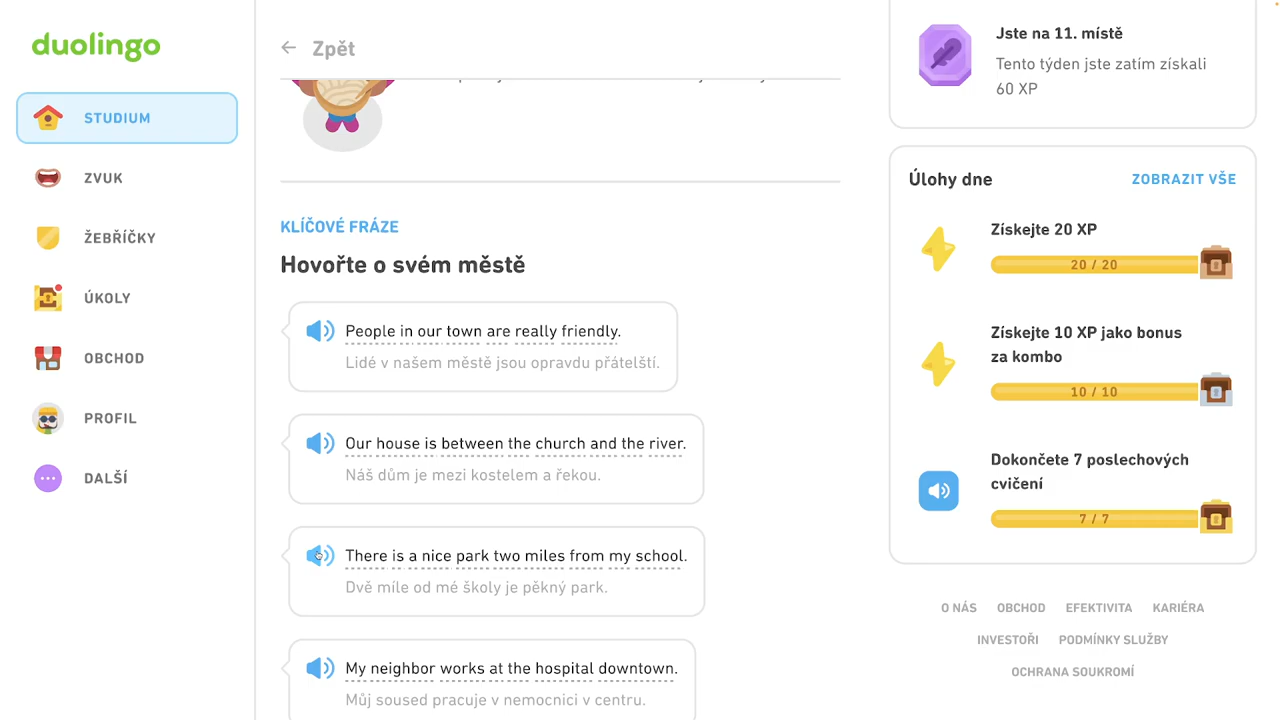 duolingo
STUDIUM
ZVUK
ŽEBŘÍČKY
ÚKOLY
OBCHOD
PROFIL
DALŠÍ
Zpět
KLÍČOVÉ FRÁZE
Hovořte o svém městě
People in our town are really friendly.
Lidé v našem městě jsou opravdu přátelští.
Our house is between the church and the river.
Náš dům je mezi kostelem a řekou.
There is a nice park two miles from my school.
Dvě míle od mé školy je pěkný park.
My neighbor works at the hospital downtown.
Můj soused pracuje v nemocnici v centru.
Jste na 11. místě
Tento týden jste zatím získali
60 XP
Úlohy dne
ZOBRAZIT VŠE
Získejte 20 XP
20 / 20
Získejte 10 XP jako bonus
za kombo
10 / 10
Dokončete 7 poslechových
cvičení
7 / 7
O NÁS OBCHOD EFEKTIVITA KARIÉRA
INVESTOŘI PODMÍNKY SLUŽBY
OCHRANA SOUKROMÍ